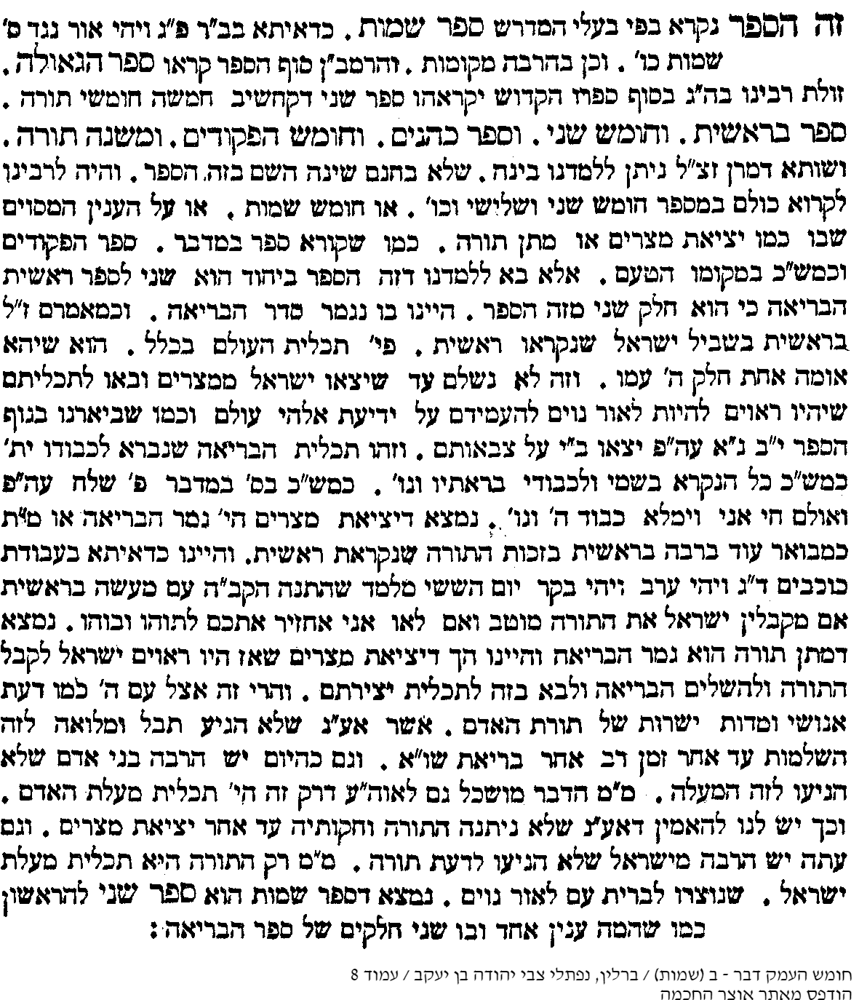 זה הספר נקרא בפי בעלי המדרש ספר שמות. כדאיתא בב"ר פ"ג ויהי אור נגד ס'
שמות כו'. וכן בהרבה מקומות. והרמב"ן סוף הספר קראו ספר הגאולה.
זולת רבינו בה"ג בסוף ספרו הקדוש יקראהו ספר שני דקחשיב חמשה חומשי תורה.
ספר בראשית. וחומש שני. וספר כהנים. וחומש הפקודים. ומשנה תורה.
ושותא דמרן זצ"ל ניתן ללמדנו בינה. שלא בחנם שינה השם בזה הספר. והיה לרבינו
לקרוא כולם במספר חומש שני ושלישי וכו'. או חומש שמות. או על הענין המסוים
שבו כמו יציאת מצרים או מתן תורה. כמו שקורא ספר במדבר. ספר הפקודים
וכמש"כ במקומו הטעם. אלא בא ללמדנו דזה הספר ביחוד הוא שני לספר ראשית
הבריאה כי הוא חלק שני מזה הספר. היינו בו נגמר סדר הבריאה. וכמאמרם ז"ל
בראשית בשביל ישראל שנקראו ראשית. פי' תכלית העולם בכלל. הוא שיהא
אומה אחת חלק ה' עמו. וזה לא נשלם עד שיצאו ישראל ממצרים ובאו לתכליתם
שיהיו ראוים להיות לאור גוים להעמידם על ידיעת אלהי עולם וכמו שביארנו בגוף
הספר י"ב נ"א עה"פ יצאו ב"י על צבאותם. וזהו תכלית הבריאה שנברא לכבודו ית'
כמש"כ כל הנקרא בשמי ולכבודי בראתיו וגו'. כמש"כ בס' במדבר פ' שלח עה"פ
ואולם חי אני וימלא כבוד ה' וגו'. נמצא דיציאת מצרים הי' גמר הבריאה או מ"ת
כמבואר עוד ברבה בראשית בזכות התורה שנקראת ראשית. והיינו כדאיתא בעבודת
כוכבים ד"ג ויהי ערב ויהי בקר יום הששי מלמד שהתנה הקב"ה עם מעשה בראשית
אם מקבלין ישראל את התורה מוטב ואם לאו אני אחזיר אתכם לתוהו ובוהו. נמצא
דמתן תורה הוא גמר הבריאה והיינו הך דיציאת מצרים שאז היו ראוים ישראל לקבל
התורה ולהשלים הבריאה ולבא בזה לתכלית יצירתם. והרי זה אצל עם ה' כמו דעת
אנושי ומדות ישרות של תורת האדם. אשר אע"ג שלא הגיע תבל ומלואה לזה
השלמות עד אחר זמן רב אחר בריאת שו"א. וגם כהיום יש הרבה בני אדם שלא
הגיעו לזה המעלה. מ"מ הדבר מושכל גם לאוה"ע דרק זה הי' תכלית מעלת האדם.
וכך יש לנו להאמין דאע"ג שלא ניתנה התורה וחקותיה עד אחר יציאת מצרים. וגם
עתה יש הרבה מישראל שלא הגיעו לדעת תורה. מ"מ רק התורה היא תכלית מעלת
ישראל. שנוצרו לברית עם לאור גוים. נמצא דספר שמות הוא ספר שני להראשון
כמו שהמה ענין אחד ובו שני חלקים של ספר הבריאה:
חומש העמק דבר - ב (שמות) / ברלין, נפתלי צבי יהודה בן יעקב / עמוד 8
הודפס מאתר אוצר החכמה